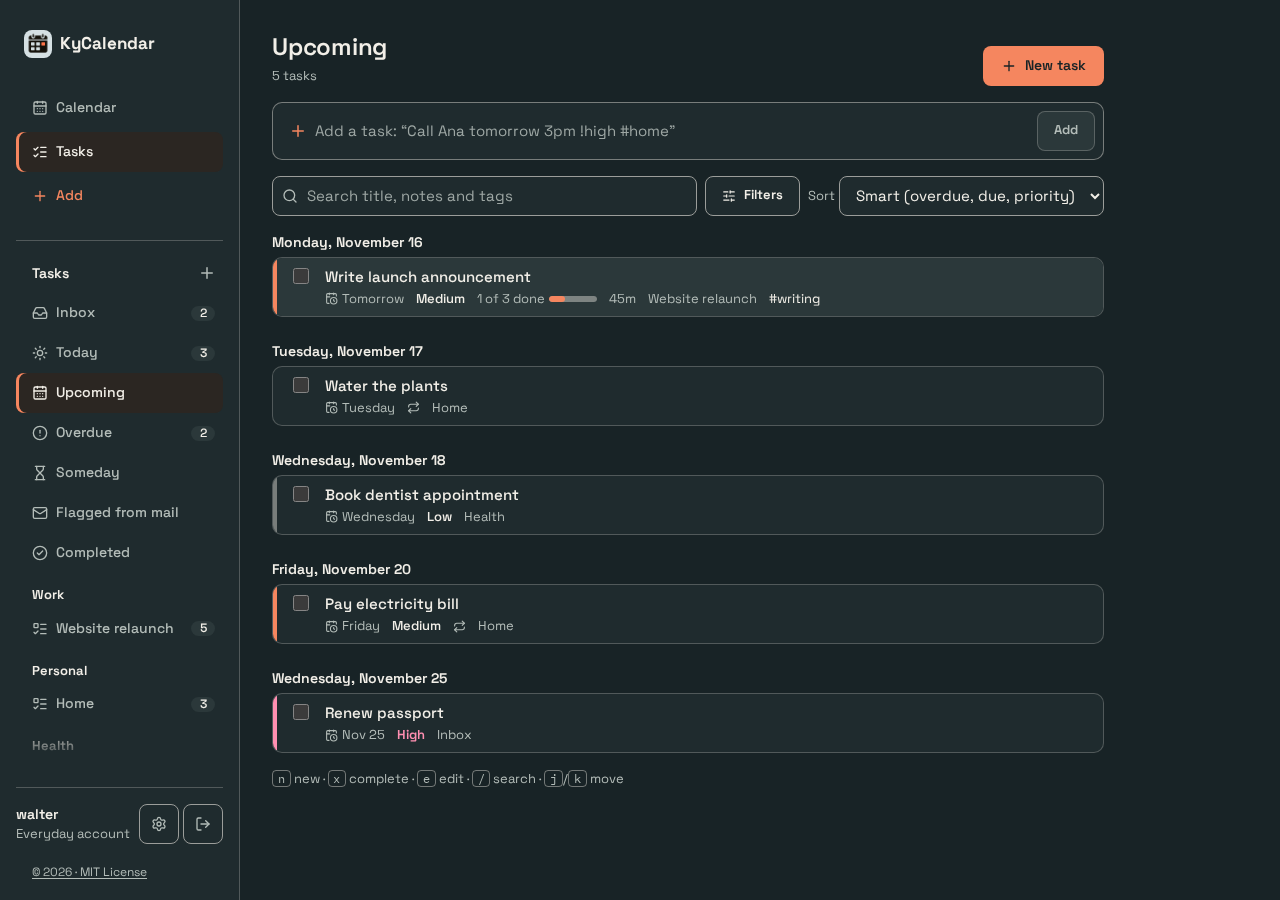 KyCalendar
Calendar
Tasks
Add
Tasks
Inbox 2
Today 3
Upcoming
Overdue 2
Someday
Flagged from mail
Completed
Work
Website relaunch 5
Personal
Home 3
Health
walter
Everyday account
© 2026 · MIT License
Upcoming
5 tasks
New task
Add a task: “Call Ana tomorrow 3pm !high #home”
Add
Search title, notes and tags
Filters
Sort
Smart (overdue, due, priority)
Monday, November 16
Write launch announcement
Tomorrow Medium 1 of 3 done 45m Website relaunch #writing
Tuesday, November 17
Water the plants
Tuesday Home
Wednesday, November 18
Book dentist appointment
Wednesday Low Health
Friday, November 20
Pay electricity bill
Friday Medium Home
Wednesday, November 25
Renew passport
Nov 25 High Inbox
n new · x complete · e edit · / search · j/k move